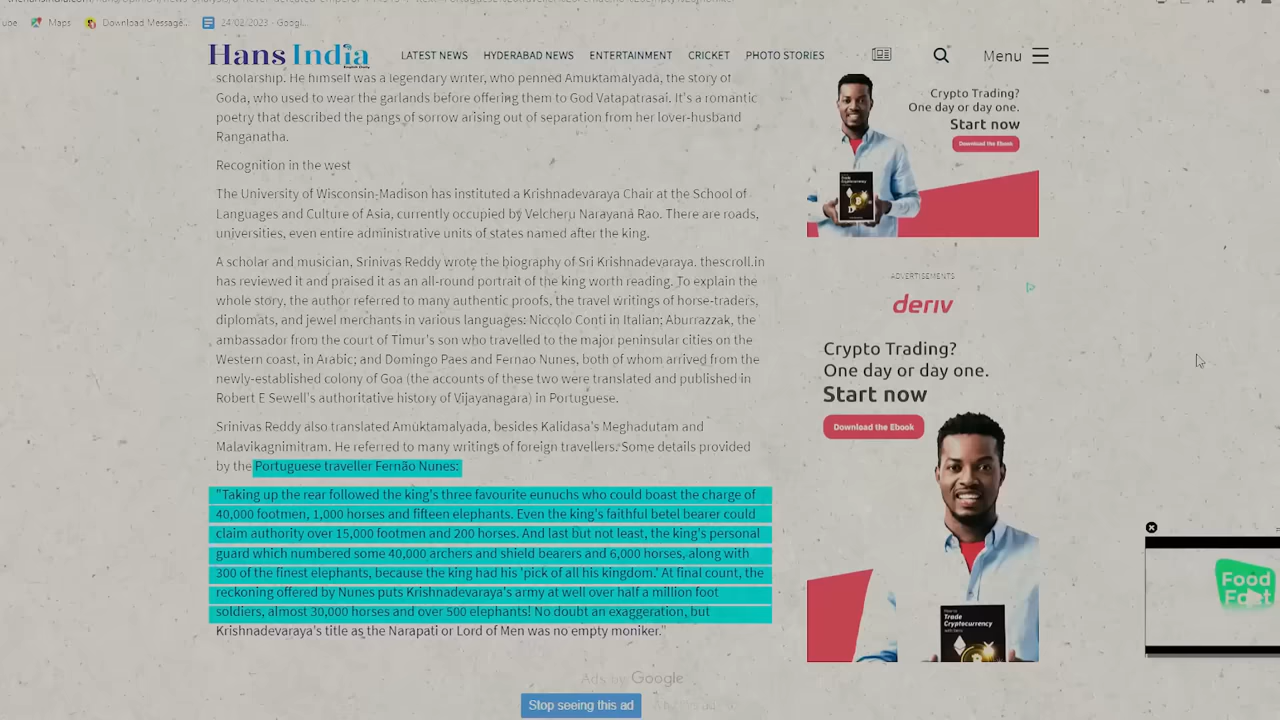 ube Maps Download Message.. 24/02/2023 - Googl..
Hans India
LATEST NEWS HYDERABAD NEWS ENTERTAINMENT CRICKET PHOTO STORIES Menu
scholarship. He himself was a legendary writer, who penned Amuktamalyada, the story of
Goda, who used to wear the garlands before offering them to God Vatapatrasai. It's a romantic
poetry that described the pangs of sorrow arising out of separation from her lover-husband
Ranganatha.
Recognition in the west
The University of Wisconsin-Madison has instituted a Krishnadevaraya Chair at the School of
Languages and Culture of Asia, currently occupied by Velcheru Narayana Rao. There are roads,
universities, even entire administrative units of states named after the king.
A scholar and musician, Srinivas Reddy wrote the biography of Sri Krishnadevaraya. thescroll.in
has reviewed it and praised it as an all-round portrait of the king worth reading. To explain the
whole story, the author referred to many authentic proofs, the travel writings of horse-traders,
diplomats, and jewel merchants in various languages: Niccolo Conti in Italian; Aburrazzak, the
ambassador from the court of Timur's son who travelled to the major peninsular cities on the
Western coast, in Arabic; and Domingo Paes and Fernao Nunes, both of whom arrived from the
newly-established colony of Goa (the accounts of these two were translated and published in
Robert E Sewell's authoritative history of Vijayanagara) in Portuguese.
Srinivas Reddy also translated Amuktamalyada, besides Kalidasa's Meghadutam and
Malavikagnimitram. He referred to many writings of foreign travellers. Some details provided
by the Portuguese traveller Fernão Nunes:
"Taking up the rear followed the king's three favourite eunuchs who could boast the charge of
40,000 footmen, 1,000 horses and fifteen elephants. Even the king's faithful betel bearer could
claim authority over 15,000 footmen and 200 horses. And last but not least, the king's personal
guard which numbered some 40,000 archers and shield bearers and 6,000 horses, along with
300 of the finest elephants, because the king had his 'pick of all his kingdom.' At final count, the
reckoning offered by Nunes puts Krishnadevaraya's army at well over half a million foot
soldiers, almost 30,000 horses and over 500 elephants! No doubt an exaggeration, but
Krishnadevaraya's title as the Narapati or Lord of Men was no empty moniker."
Ads by Google
Stop seeing this ad
Crypto Trading?
One day or day one.
Start now
Download the Ebook
Trade
Cryptocurrency
ADVERTISEMENTS
deriv
Crypto Trading?
One day or day one.
Start now
Download the Ebook
Trade
Cryptocurrency
Food